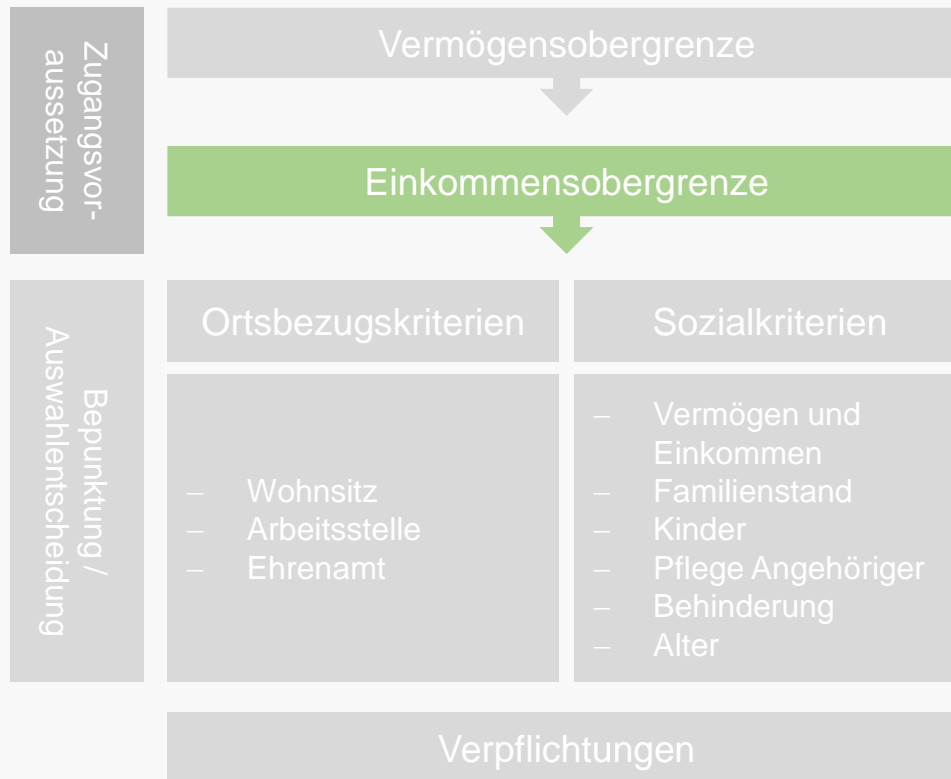 Zugangsvor-
aussetzung
Vermögensobergrenze
Einkommensobergrenze
Bepunktung /
Auswahlentscheidung
Ortsbezugskriterien
– Wohnsitz
– Arbeitsstelle
– Ehrenamt
Sozialkriterien
– Vermögen und
Einkommen
– Familienstand
– Kinder
– Pflege Angehöriger
– Behinderung
– Alter
Verpflichtungen